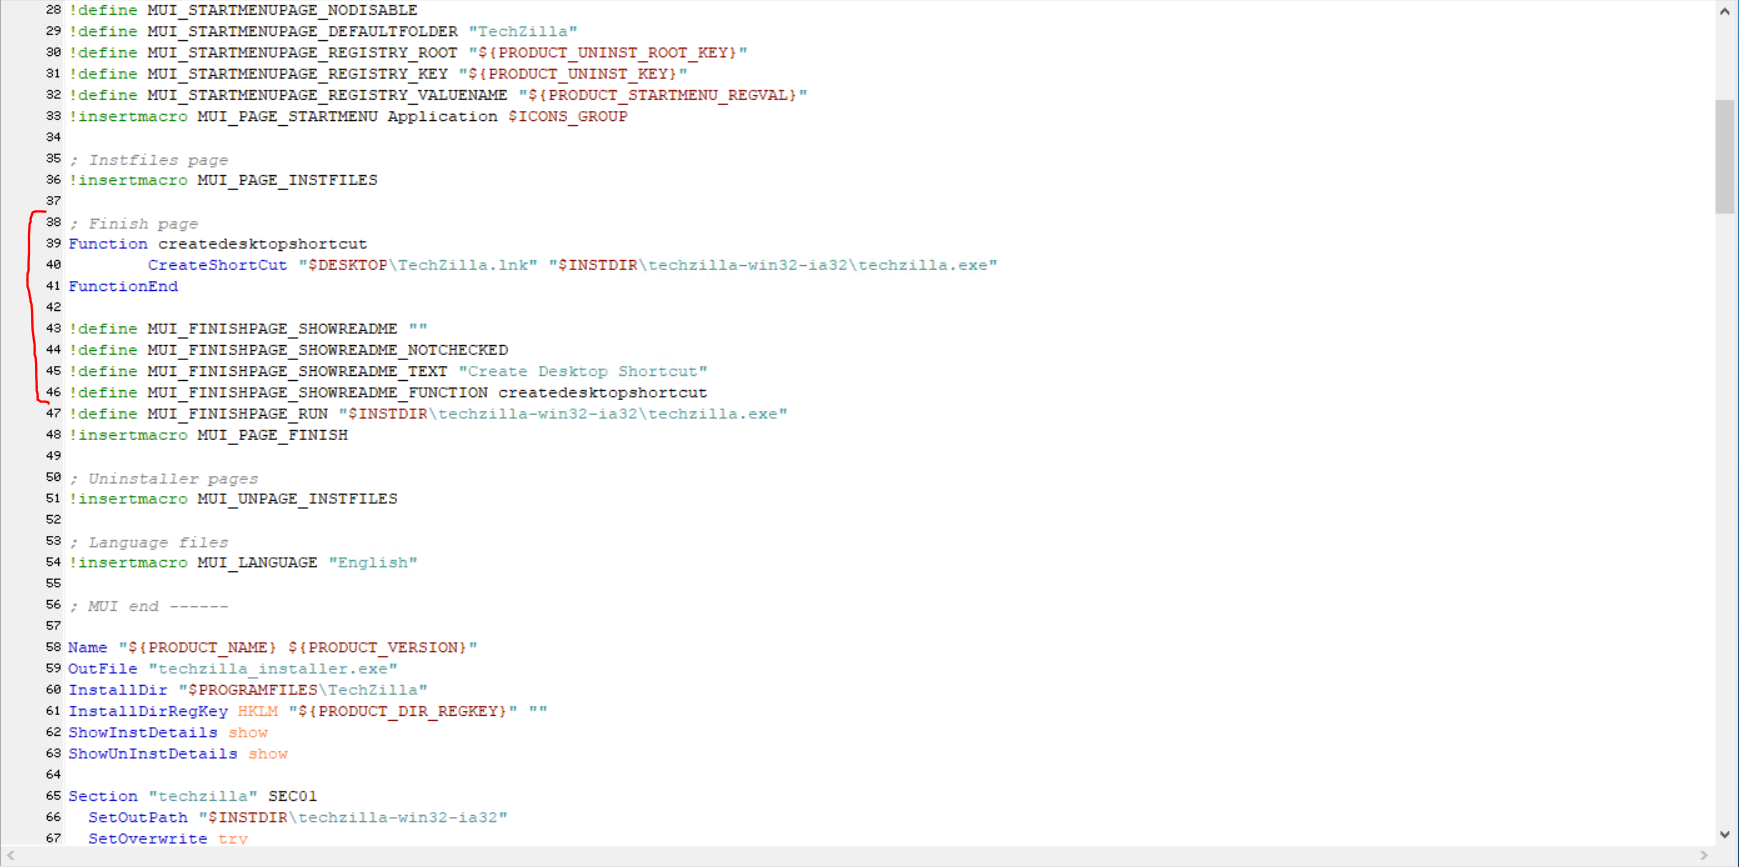 28 !define MUI_STARTMENUPAGE_NODISABLE
29 !define MUI_STARTMENUPAGE_DEFAULTFOLDER "TechZilla"
30 !define MUI_STARTMENUPAGE_REGISTRY_ROOT "${PRODUCT_UNINST_ROOT_KEY}"
31 !define MUI_STARTMENUPAGE_REGISTRY_KEY "${PRODUCT_UNINST_KEY}"
32 !define MUI_STARTMENUPAGE_REGISTRY_VALUENAME "${PRODUCT_STARTMENU_REGVAL}"
33 !insertmacro MUI_PAGE_STARTMENU Application $ICONS_GROUP
34
35 ; Instfiles page
36 !insertmacro MUI_PAGE_INSTFILES
37
38 ; Finish page
39 Function createdesktopshortcut
40 CreateShortCut "$DESKTOP\TechZilla.lnk" "$INSTDIR\techzilla-win32-ia32\techzilla.exe"
41 FunctionEnd
42
43 !define MUI_FINISHPAGE_SHOWREADME ""
44 !define MUI_FINISHPAGE_SHOWREADME_NOTCHECKED
45 !define MUI_FINISHPAGE_SHOWREADME_TEXT "Create Desktop Shortcut"
46 !define MUI_FINISHPAGE_SHOWREADME_FUNCTION createdesktopshortcut
47 !define MUI_FINISHPAGE_RUN "$INSTDIR\techzilla-win32-ia32\techzilla.exe"
48 !insertmacro MUI_PAGE_FINISH
49
50 ; Uninstaller pages
51 !insertmacro MUI_UNPAGE_INSTFILES
52
53 ; Language files
54 !insertmacro MUI_LANGUAGE "English"
55
56 ; MUI end ------
57
58 Name "${PRODUCT_NAME} ${PRODUCT_VERSION}"
59 OutFile "techzilla_installer.exe"
60 InstallDir "$PROGRAMFILES\TechZilla"
61 InstallDirRegKey HKLM "${PRODUCT_DIR_REGKEY}" ""
62 ShowInstDetails show
63 ShowUnInstDetails show
64
65 Section "techzilla" SEC01
66 SetOutPath "$INSTDIR\techzilla-win32-ia32"
67 SetOverwrite try